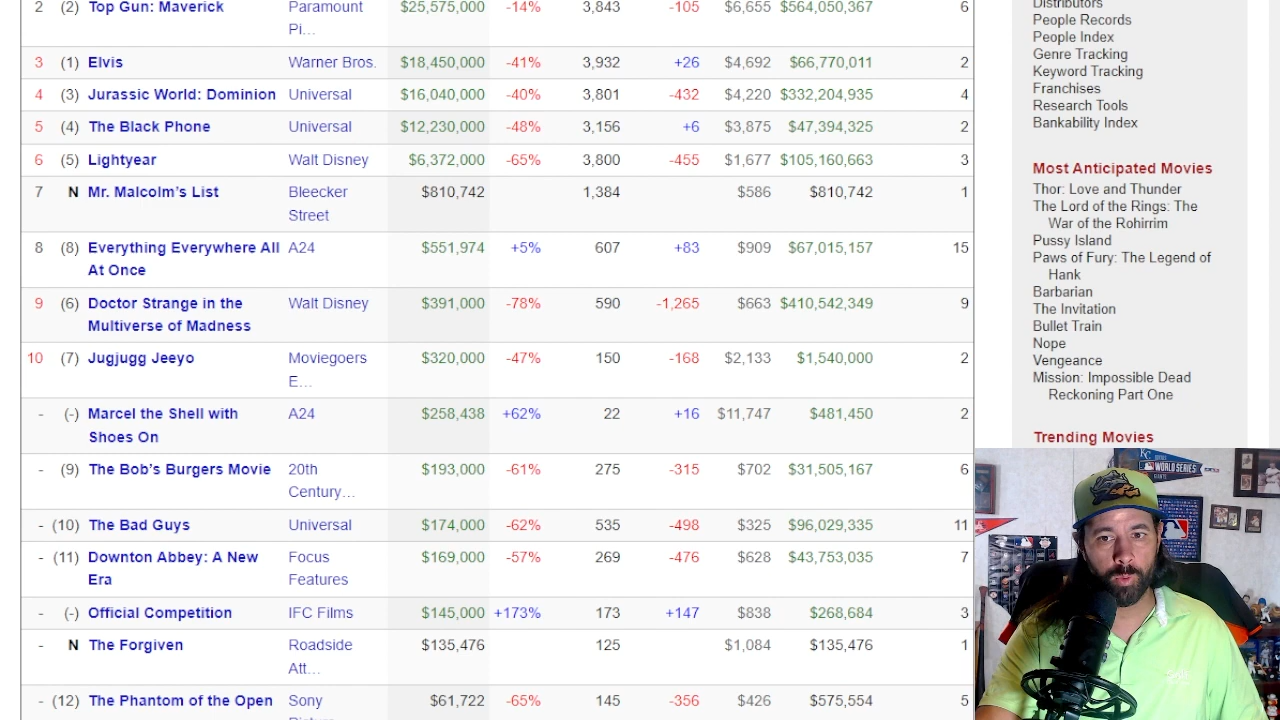 2 (2) Top Gun: Maverick Paramount Pi... $25,575,000 -14% 3,843 -105 $6,655 $564,050,367 6
3 (1) Elvis Warner Bros. $18,450,000 -41% 3,932 +26 $4,692 $66,770,011 2
4 (3) Jurassic World: Dominion Universal $16,040,000 -40% 3,801 -432 $4,220 $332,204,935 4
5 (4) The Black Phone Universal $12,230,000 -48% 3,156 +6 $3,875 $47,394,325 2
6 (5) Lightyear Walt Disney $6,372,000 -65% 3,800 -455 $1,677 $105,160,663 3
7 N Mr. Malcolm's List Bleecker Street $810,742 1,384 $586 $810,742 1
8 (8) Everything Everywhere All At Once A24 $551,974 +5% 607 +83 $909 $67,015,157 15
9 (6) Doctor Strange in the Multiverse of Madness Walt Disney $391,000 -78% 590 -1,265 $663 $410,542,349 9
10 (7) Jugjugg Jeeyo Moviegoers E... $320,000 -47% 150 -168 $2,133 $1,540,000 2
- (-) Marcel the Shell with Shoes On A24 $258,438 +62% 22 +16 $11,747 $481,450 2
- (9) The Bob's Burgers Movie 20th Century... $193,000 -61% 275 -315 $702 $31,505,167 6
- (10) The Bad Guys Universal $174,000 -62% 535 -498 $325 $96,029,335 11
- (11) Downton Abbey: A New Era Focus Features $169,000 -57% 269 -476 $628 $43,753,035 7
- (-) Official Competition IFC Films $145,000 +173% 173 +147 $838 $268,684 3
- N The Forgiven Roadside Att... $135,476 125 $1,084 $135,476 1
- (12) The Phantom of the Open Sony $61,722 -65% 145 -356 $426 $575,554 5
Distributors
People Records
People Index
Genre Tracking
Keyword Tracking
Franchises
Research Tools
Bankability Index
Most Anticipated Movies
Thor: Love and Thunder
The Lord of the Rings: The
War of the Rohirrim
Pussy Island
Paws of Fury: The Legend of
Hank
Barbarian
The Invitation
Bullet Train
Nope
Vengeance
Mission: Impossible Dead
Reckoning Part One
Trending Movies
KC
WORLD SERIES